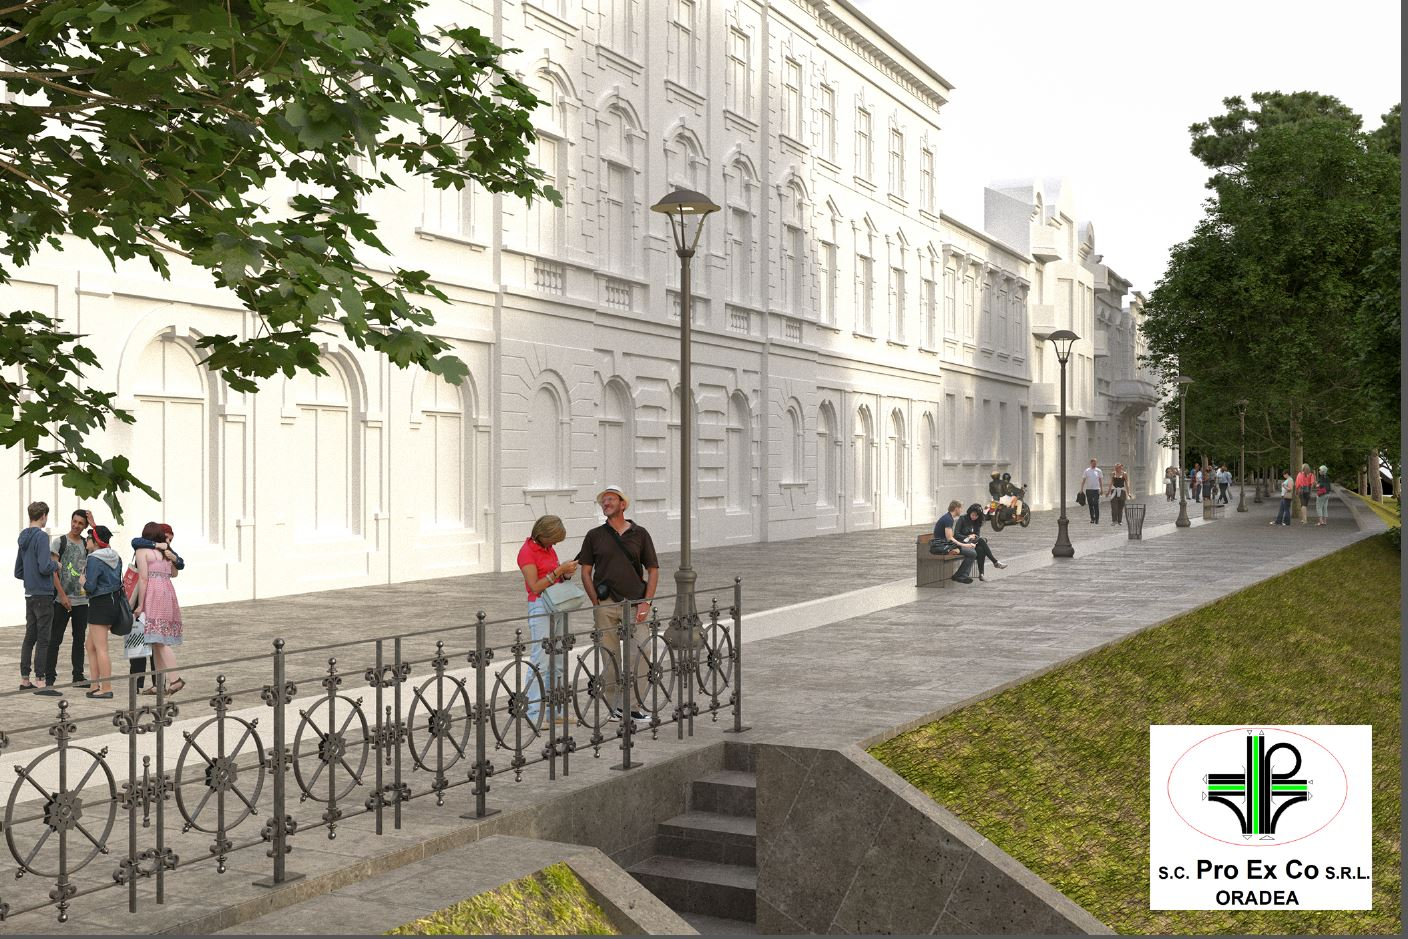 S.C. Pro Ex Co S.R.L.
ORADEA